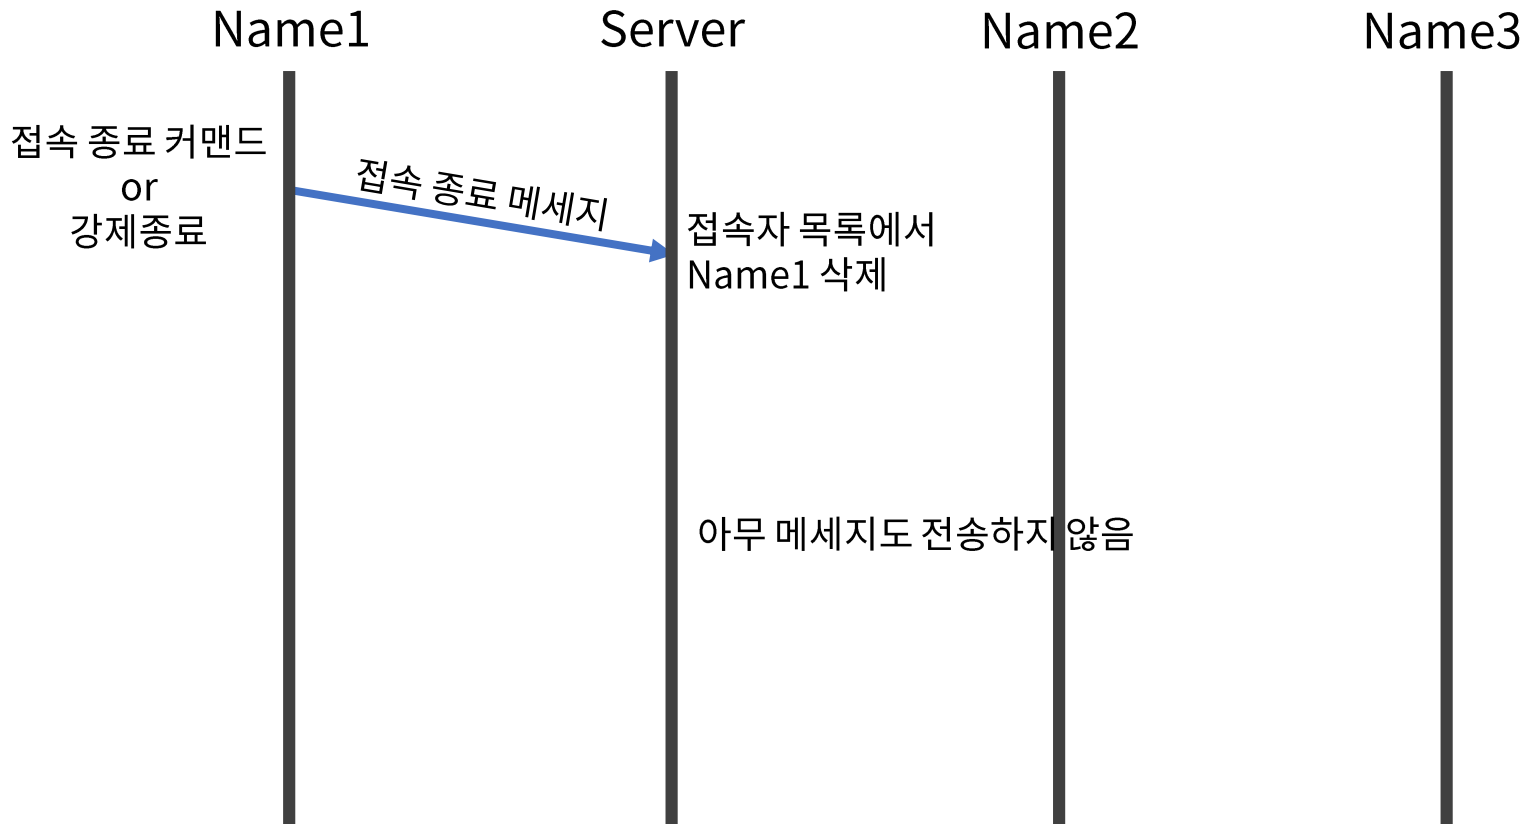 Name1
Server
Name2
Name3
접속 종료 커맨드
or
강제종료
접속 종료 메세지
접속자 목록에서
Name1 삭제
아무 메세지도 전송하지 않음